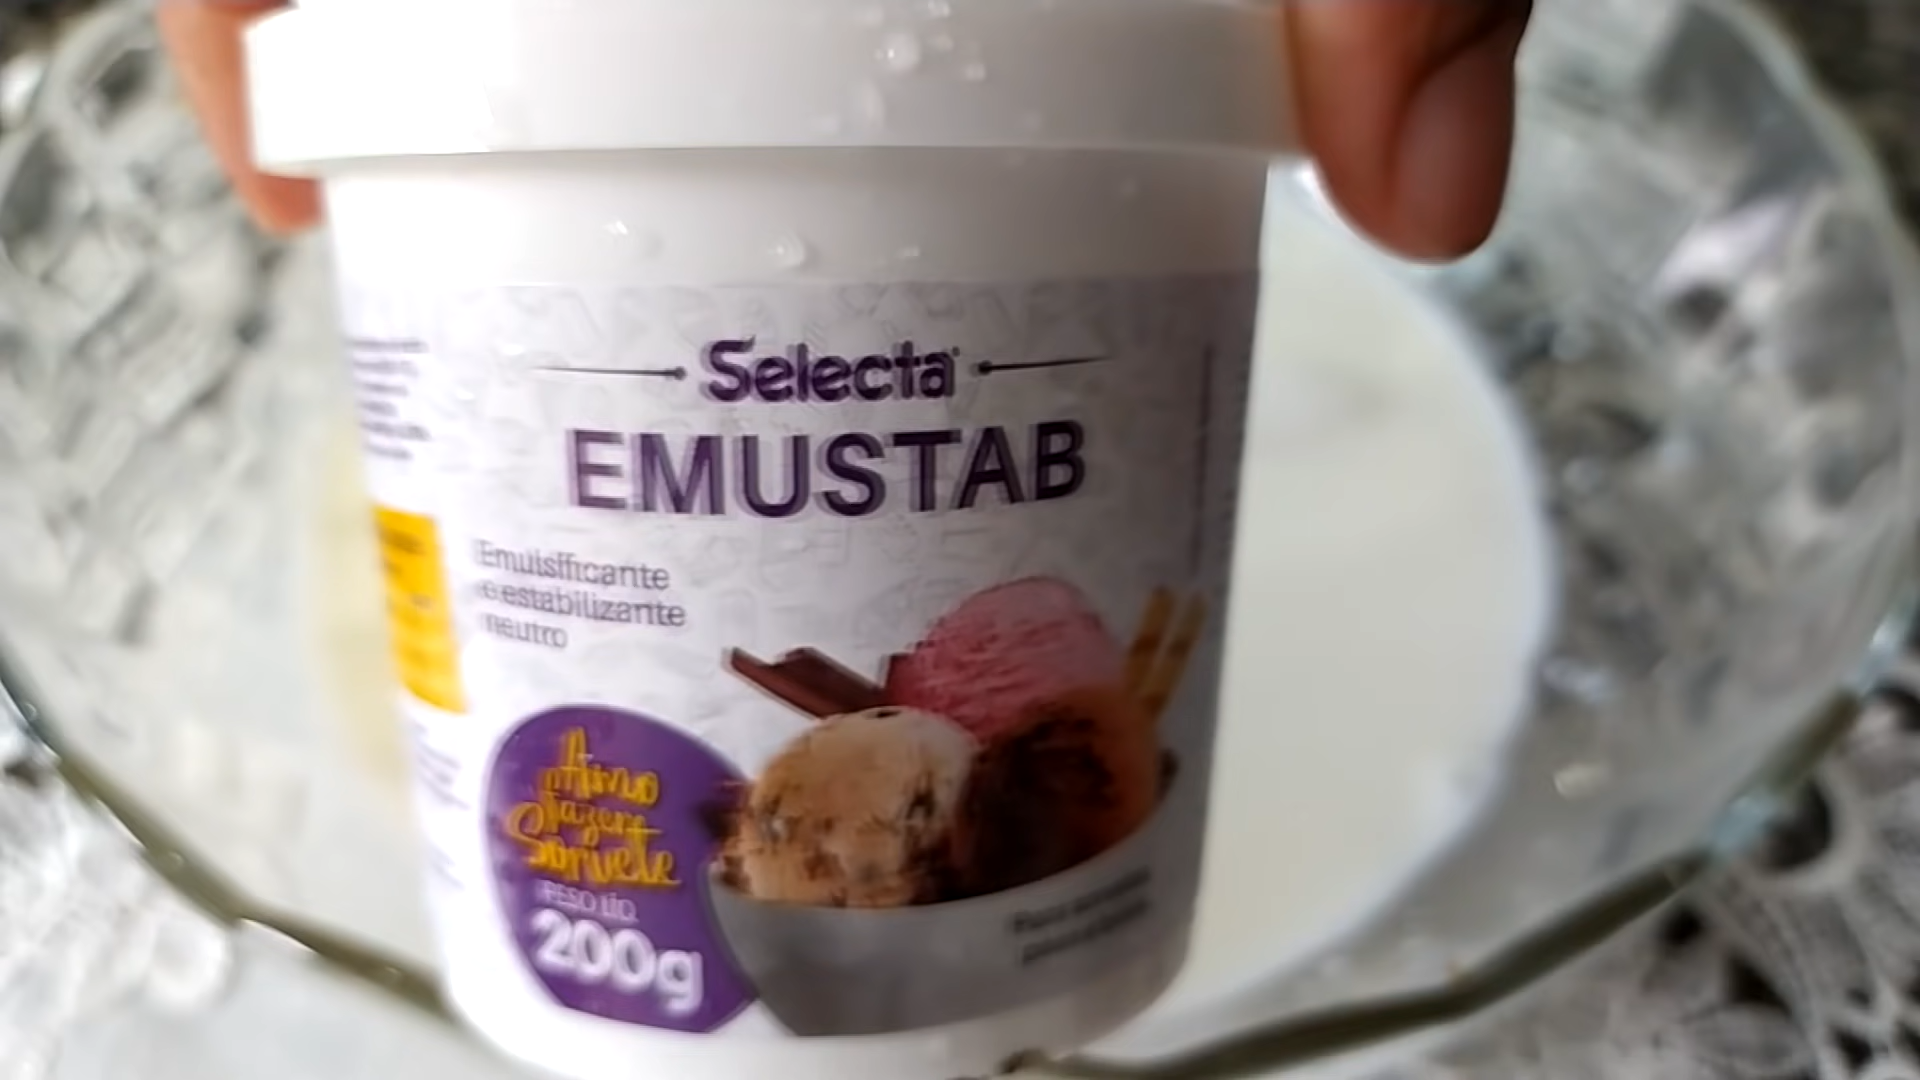 Selecta
EMUSTAB
Emulsificante
e estabilizante
neutro
Amo
fazer
Sorvete
PESO LÍQ.
200g